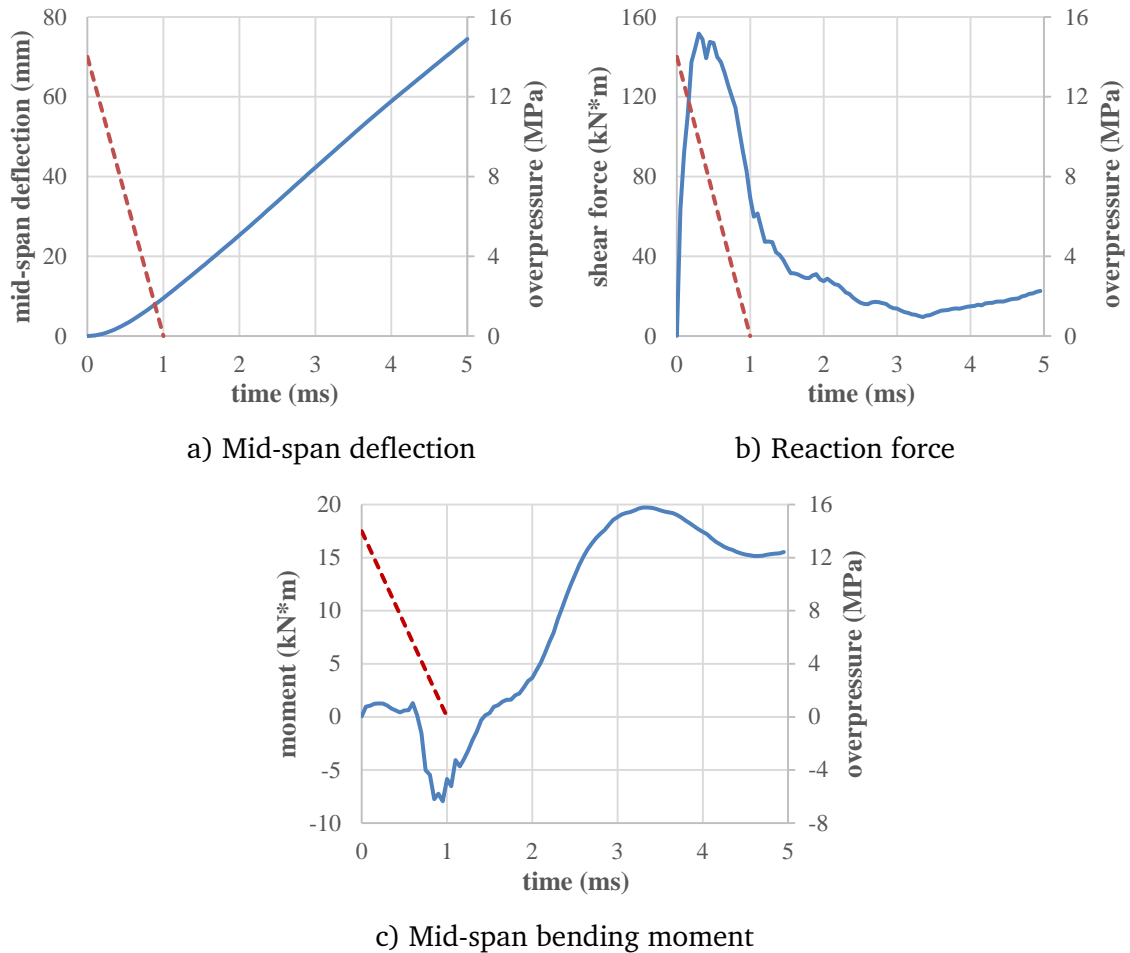 mid-span deflection (mm)
80
60
40
20
0
16
12
8
4
0
overpressure (MPa)
0 1 2 3 4 5
time (ms)
a) Mid-span deflection
shear force (kN*m)
160
120
80
40
0
16
12
8
4
0
overpressure (MPa)
0 1 2 3 4 5
time (ms)
b) Reaction force
moment (kN*m)
20
15
10
5
0
-5
-10
16
12
8
4
0
-4
-8
overpressure (MPa)
0 1 2 3 4 5
time (ms)
c) Mid-span bending moment